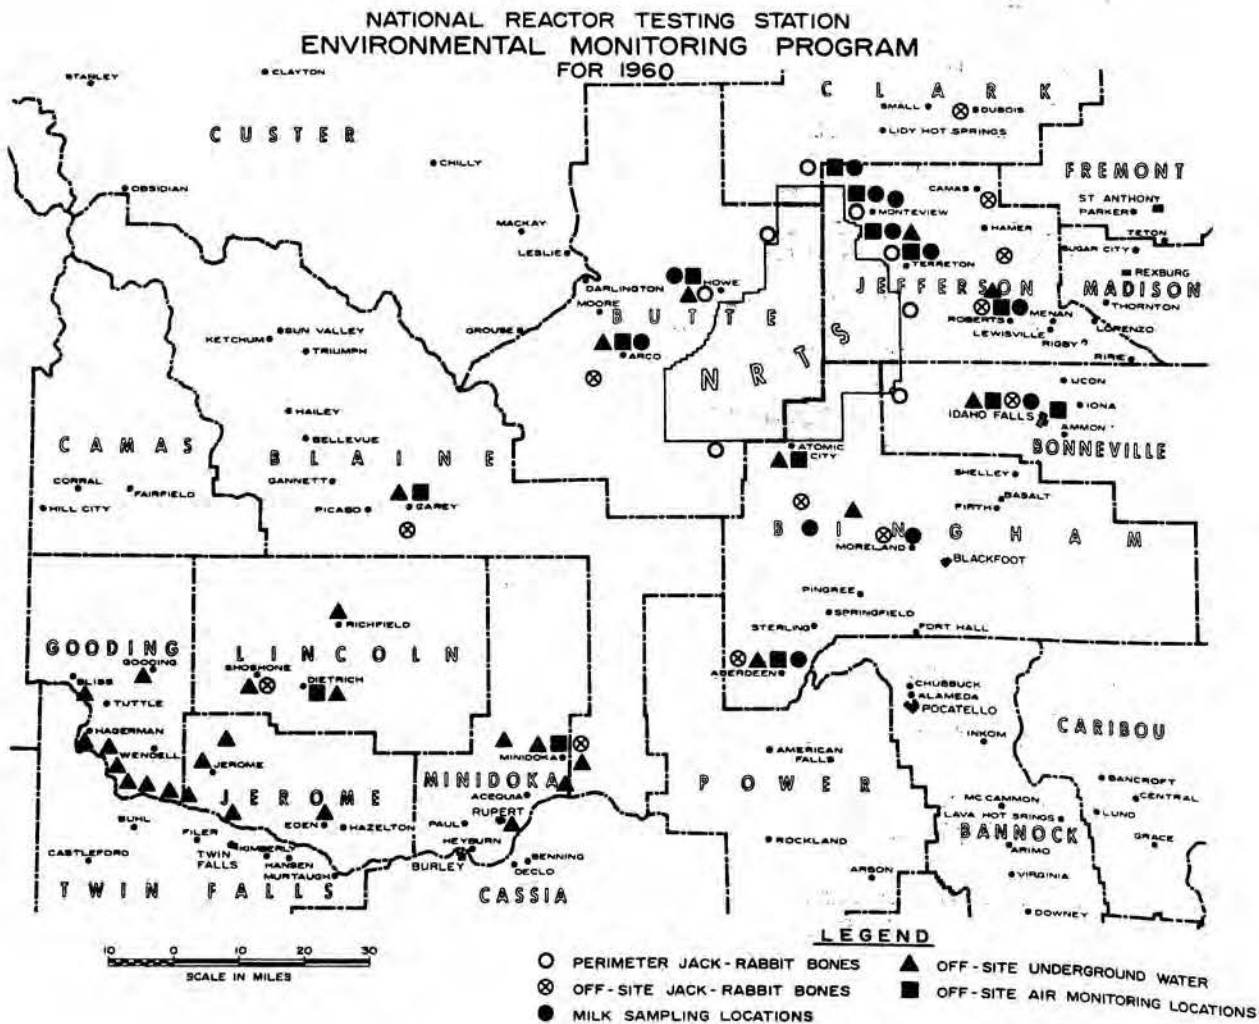 NATIONAL REACTOR TESTING STATION
ENVIRONMENTAL MONITORING PROGRAM
FOR 1960
STANLEY
CLAYTON
CLARK
SMALL
DUBOIS
LIDY HOT SPRINGS
CUSTER
CHILLY
FREMONT
OBSIDIAN
CAMAS
ST ANTHONY
PARKER
MONTEVIEW
MACKAY
HAMER
TETON
LESLIE
SUGAR CITY
TERRETON
REXBURG
DARLINGTON
HOWE
JEFFERSON
MADISON
MOORE
THORNTON
BUTTE
ROBERTS
MENAN
LORENZO
SUN VALLEY
GROUSE
LEWISVILLE
KETCHUM
RIGBY
TRIUMPH
ARCO
RIRE
NRTS
UCON
HAILEY
IDAHO FALLS
IONA
AMMON
BELLEVUE
ATOMIC
CITY
BONNEVILLE
CAMAS
BLAINE
SHELLEY
GANNETT
CORRAL
FAIRFIELD
BASALT
HILL CITY
PICABO
CAREY
FIRTH
BINGHAM
MORELAND
BLACKFOOT
PINGREE
SPRINGFIELD
RICHFIELD
STERLING
FORT HALL
GOODING
LINCOLN
GOODING
SHOSHONE
BLISS
DIETRICH
ABERDEEN
CHUBBUCK
ALAMEDA
TUTTLE
POCATELLO
CARIBOU
HAGERMAN
INKOM
WENDELL
MINIDOKA
AMERICAN
FALLS
JEROME
MINIDOKA
POWER
BANCROFT
JEROME
ACEQUIA
CENTRAL
RUPERT
MC CAMMON
BUHL
EDEN
HAZELTON
PAUL
LAVA HOT SRINGS
LUND
FILER
BANNOCK
GRACE
TWIN
FALLS
KIMBERLY
HEYBURN
ROCKLAND
ARIMO
CASTLEFORD
HANSEN
BURLEY
DENNING
MURTAUGH
DECLO
ARBON
VIRGINIA
TWIN FALLS
CASSIA
DOWNEY
LEGEND
10 0 10 20 30
SCALE IN MILES
PERIMETER JACK-RABBIT BONES
OFF-SITE UNDERGROUND WATER
OFF-SITE JACK-RABBIT BONES
OFF-SITE AIR MONITORING LOCATIONS
MILK SAMPLING LOCATIONS